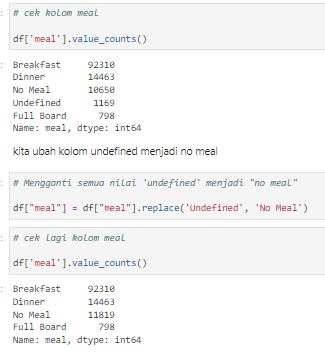 # cek kolom meal
df['meal'].value_counts()
Breakfast 92310
Dinner 14463
No Meal 10650
Undefined 1169
Full Board 798
Name: meal, dtype: int64
kita ubah kolom undefined menjadi no meal
# Mengganti semua nilai 'undefined' menjadi "no meal"
df["meal"] = df["meal"].replace('Undefined', 'No Meal')
# cek lagi kolom meal
df['meal'].value_counts()
Breakfast 92310
Dinner 14463
No Meal 11819
Full Board 798
Name: meal, dtype: int64